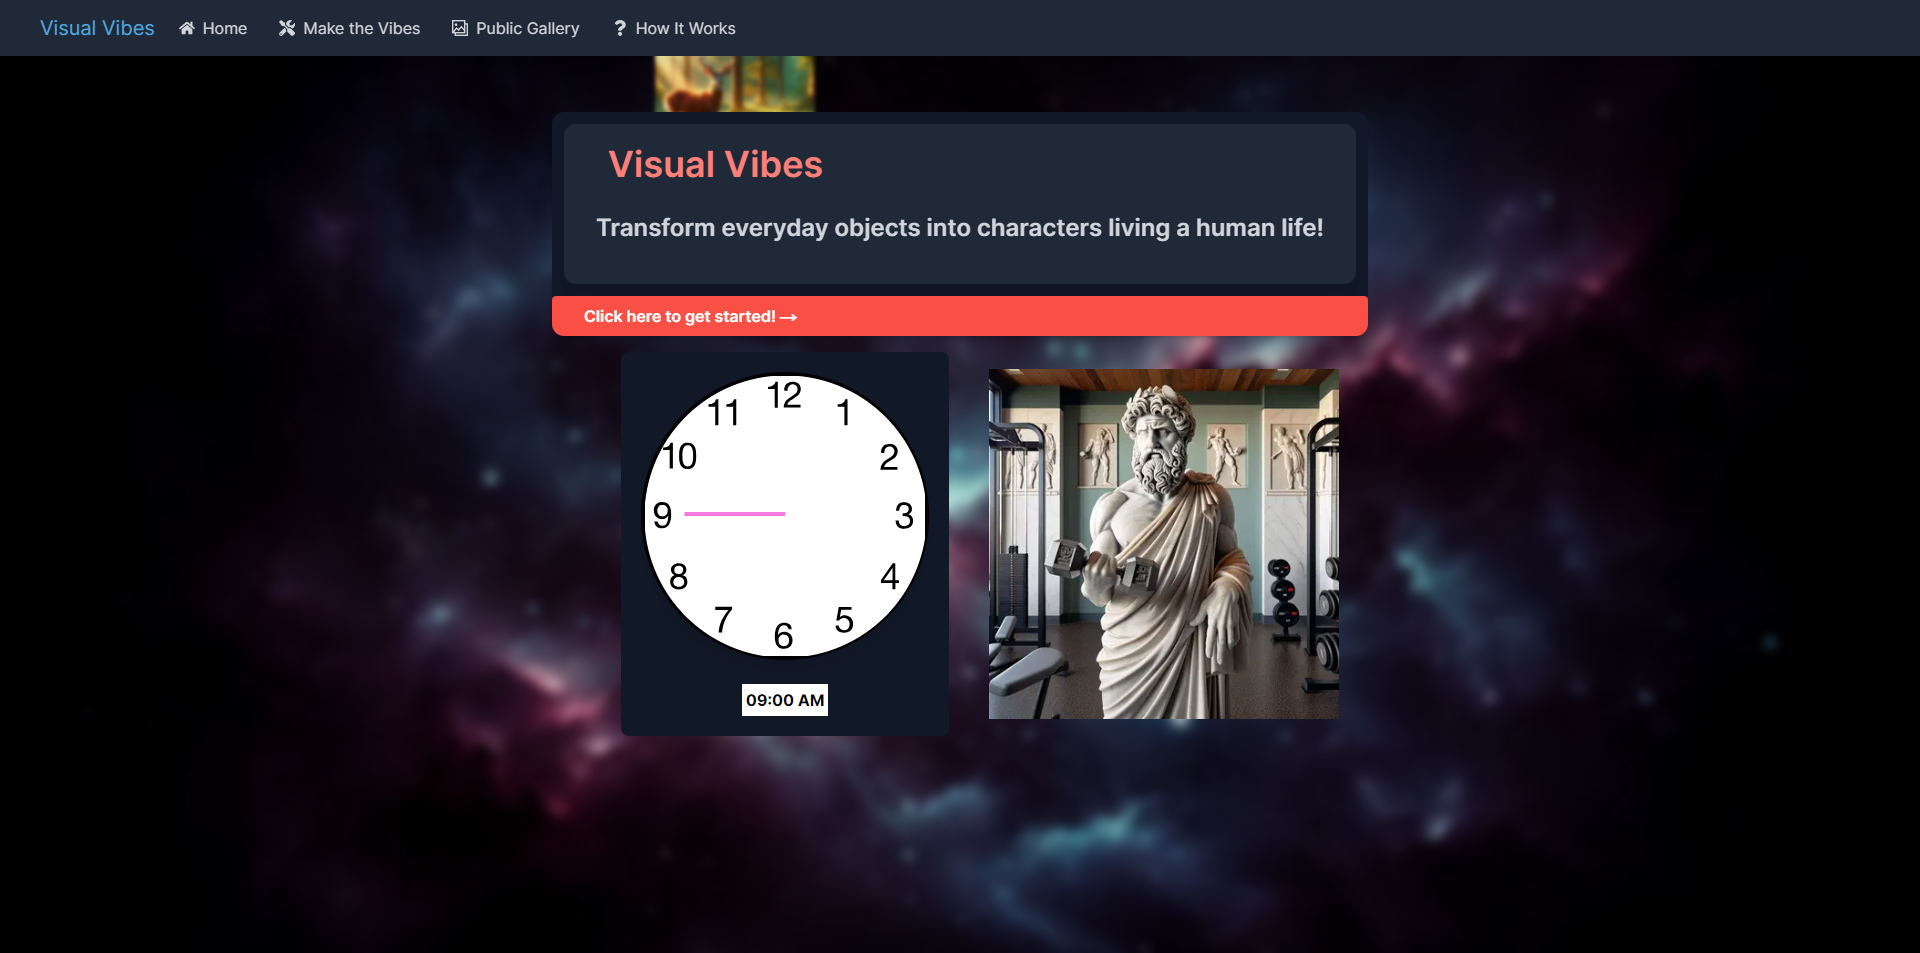 Visual Vibes Home Make the Vibes Public Gallery How It Works
Visual Vibes
Transform everyday objects into characters living a human life!
Click here to get started! →
12
11 1
10 2
9 3
8 4
7 5
6
09:00 AM